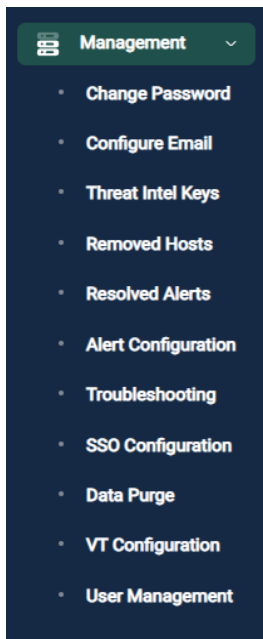 Management
Change Password
Configure Email
Threat Intel Keys
Removed Hosts
Resolved Alerts
Alert Configuration
Troubleshooting
SSO Configuration
Data Purge
VT Configuration
User Management